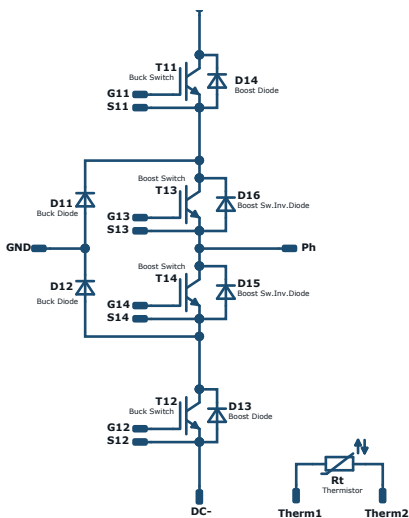 T11
Buck Switch
D14
Boost Diode
G11
S11
Boost Switch
T13
D11
Buck Diode
D16
Boost Sw.Inv.Diode
G13
S13
GND
Ph
Boost Switch
T14
D12
Buck Diode
D15
Boost Sw.Inv.Diode
G14
S14
T12
Buck Switch
D13
Boost Diode
G12
S12
Rt
Thermistor
DC-
Therm1
Therm2